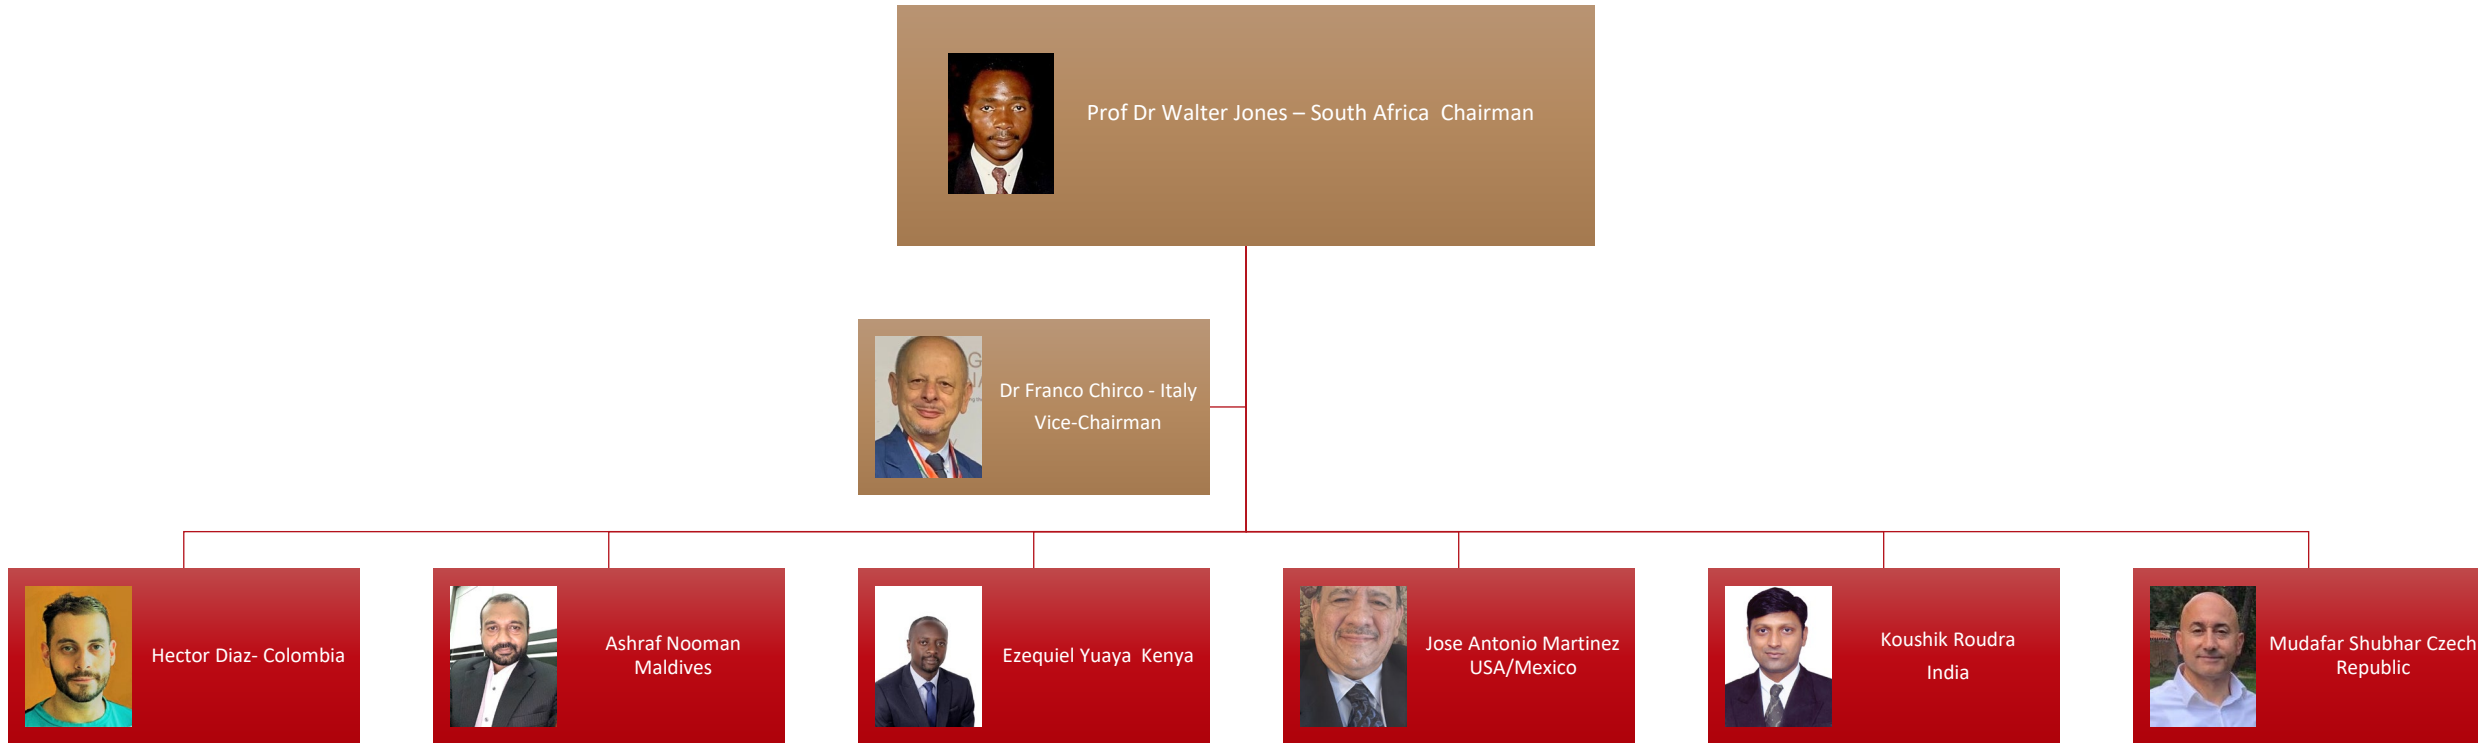 Prof Dr Walter Jones – South Africa  Chairman
Dr Franco Chirco - Italy
Vice-Chairman
Hector Diaz- Colombia
Ashraf Nooman
Maldives
Ezequiel Yuaya  Kenya
Jose Antonio Martinez
USA/Mexico
Koushik Roudra
India
Mudafar Shubhar Czech
Republic